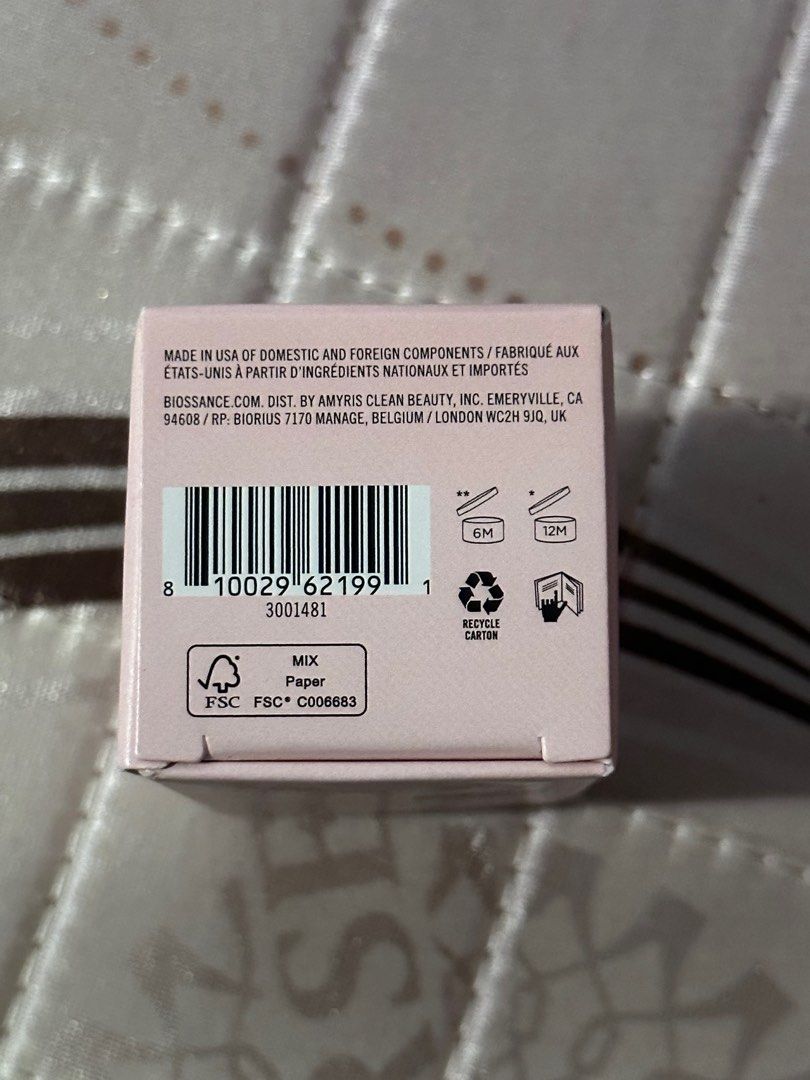 MADE IN USA OF DOMESTIC AND FOREIGN COMPONENTS / FABRIQUÉ AUX
ÉTATS-UNIS À PARTIR D'INGRÉDIENTS NATIONAUX ET IMPORTÉS
BIOSSANCE.COM. DIST. BY AMYRIS CLEAN BEAUTY, INC. EMERYVILLE, CA
94608 / RP: BIORIUS 7170 MANAGE, BELGIUM / LONDON WC2H 9JQ, UK
** 6M
* 12M
8 10029 62199 1
3001481
RECYCLE
CARTON
MIX
Paper
FSC FSC® C006683